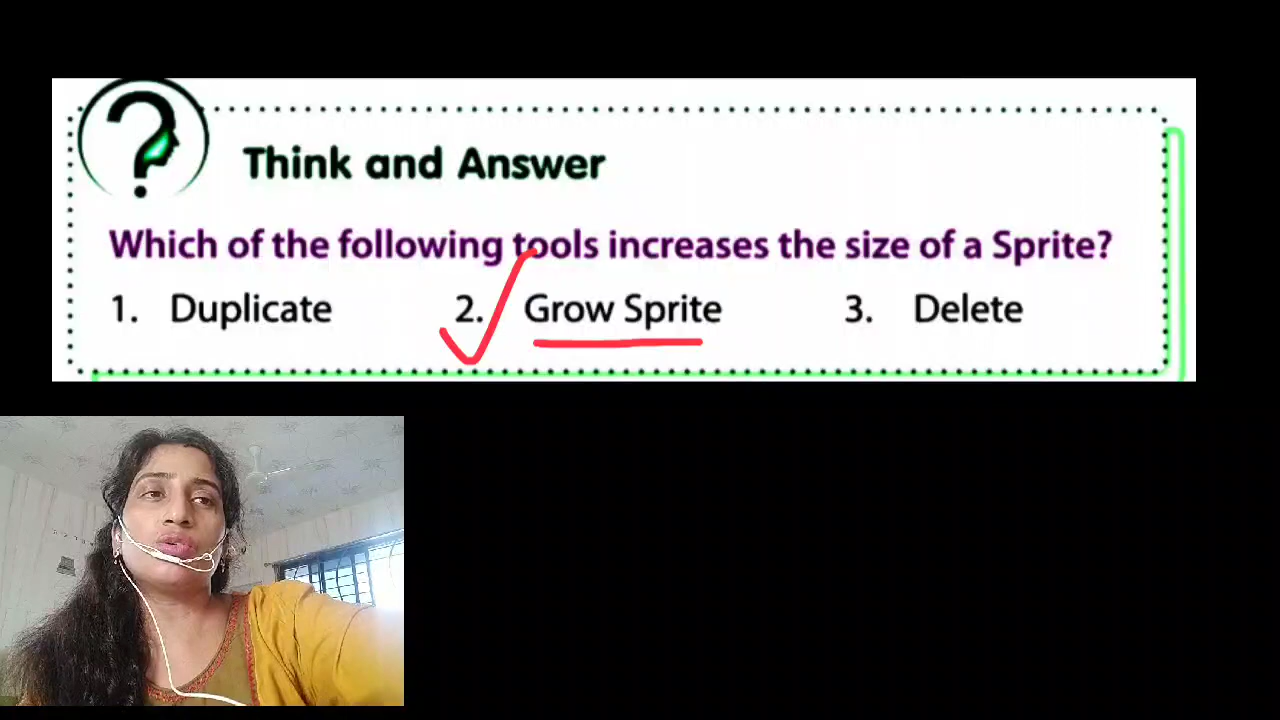 Think and Answer
Which of the following tools increases the size of a Sprite?
1. Duplicate 2. Grow Sprite 3. Delete